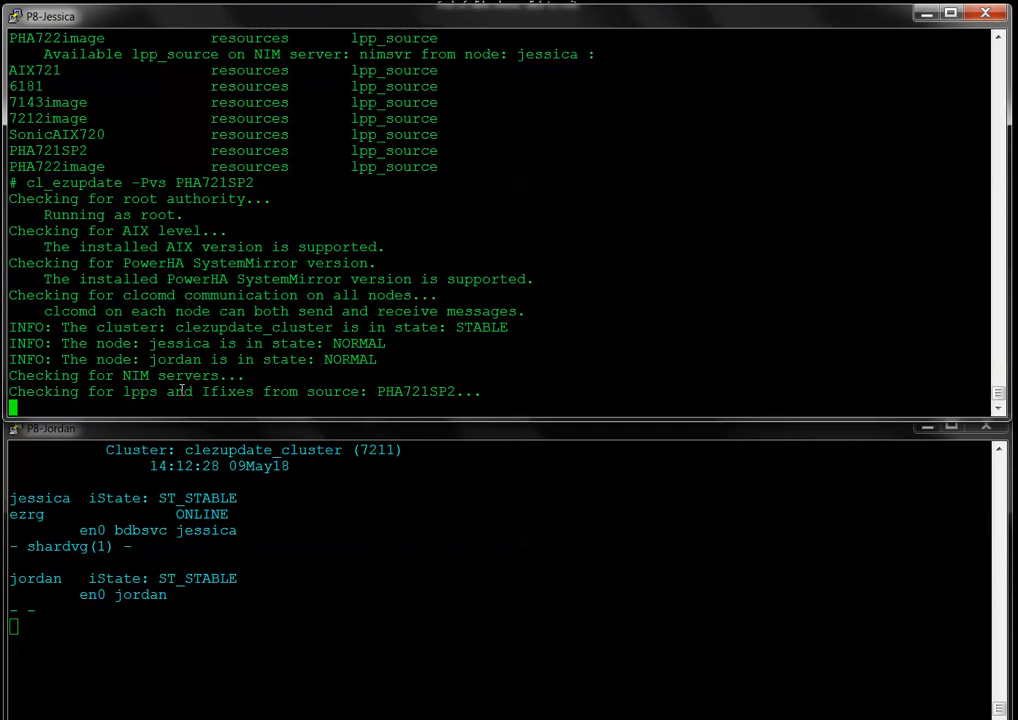 P8-Jessica
PHA722image            resources       lpp_source
    Available lpp_source on NIM server: nimsvr from node: jessica :
AIX721                 resources       lpp_source
6181                   resources       lpp_source
7143image              resources       lpp_source
7212image              resources       lpp_source
SonicAIX720            resources       lpp_source
PHA721SP2              resources       lpp_source
PHA722image            resources       lpp_source
# cl_ezupdate -Pvs PHA721SP2
Checking for root authority...
    Running as root.
Checking for AIX level...
    The installed AIX version is supported.
Checking for PowerHA SystemMirror version.
    The installed PowerHA SystemMirror version is supported.
Checking for clcomd communication on all nodes...
    clcomd on each node can both send and receive messages.
INFO: The cluster: clezupdate_cluster is in state: STABLE
INFO: The node: jessica is in state: NORMAL
INFO: The node: jordan is in state: NORMAL
Checking for NIM servers...
Checking for lpps and Ifixes from source: PHA721SP2...
P8-Jordan
Cluster: clezupdate_cluster (7211)
14:12:28 09May18
jessica  iState: ST_STABLE
ezrg               ONLINE
        en0 bdbsvc jessica
- shardvg(1) -
jordan   iState: ST_STABLE
        en0 jordan
- -